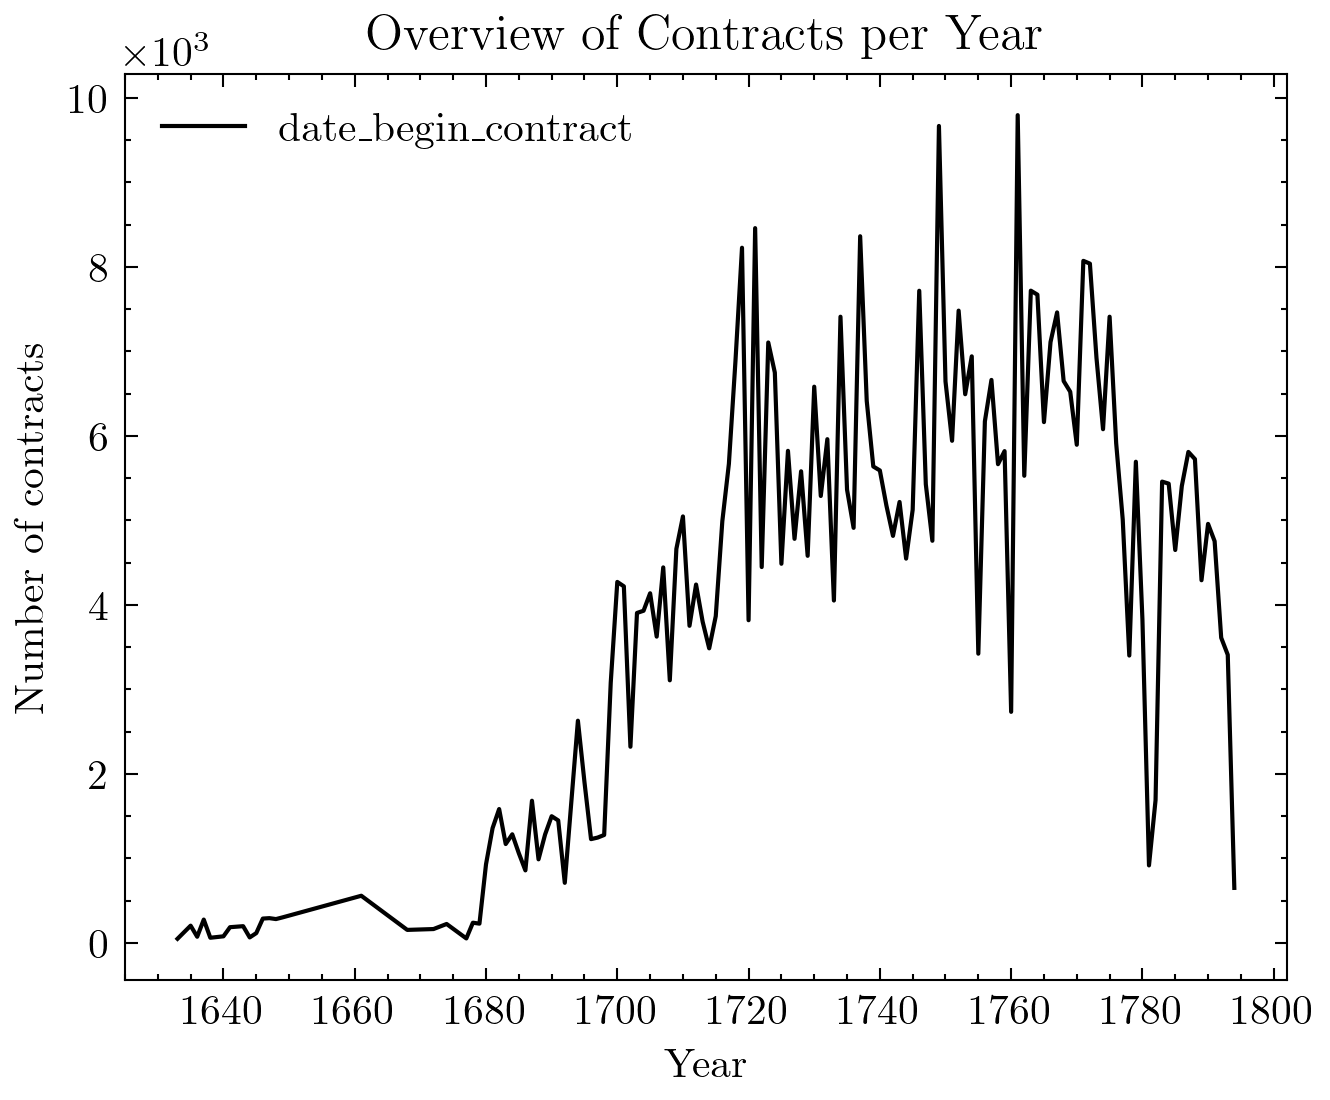 Overview of Contracts per Year
×10³
date_begin_contract
10
8
6
4
2
0
Number of contracts
1640 1660 1680 1700 1720 1740 1760 1780 1800
Year